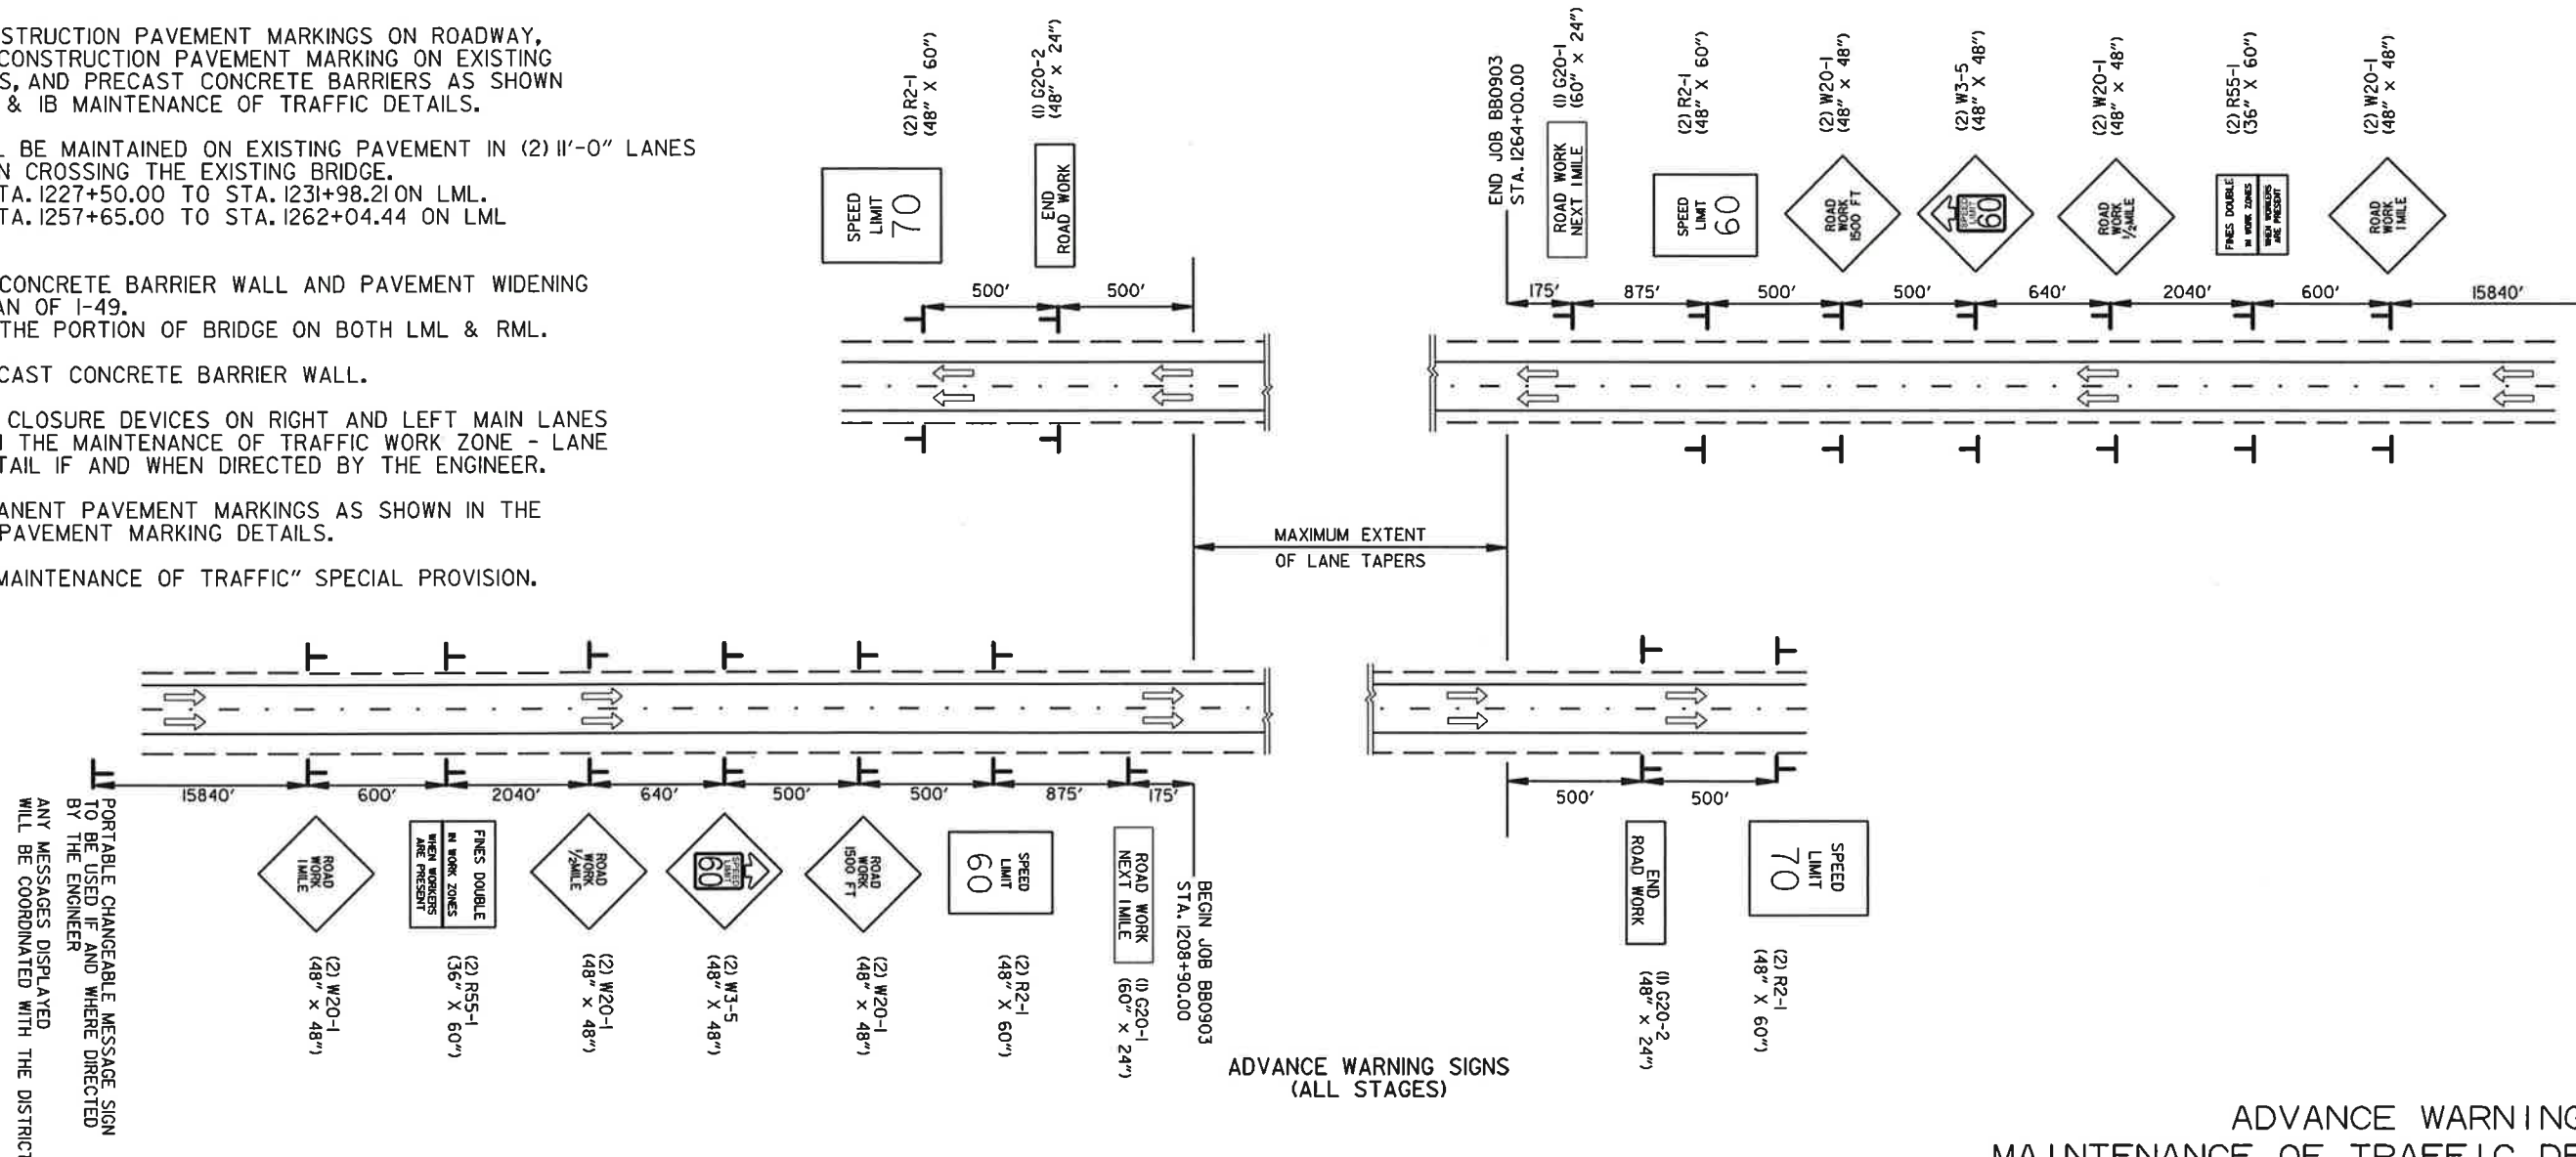 STRUCTION PAVEMENT MARKINGS ON ROADWAY,
CONSTRUCTION PAVEMENT MARKING ON EXISTING
S, AND PRECAST CONCRETE BARRIERS AS SHOWN
& IB MAINTENANCE OF TRAFFIC DETAILS.
L BE MAINTAINED ON EXISTING PAVEMENT IN (2) 11'-0" LANES
N CROSSING THE EXISTING BRIDGE.
TA. 1227+50.00 TO STA. 1231+98.21 ON LML.
TA. 1257+65.00 TO STA. 1262+04.44 ON LML
CONCRETE BARRIER WALL AND PAVEMENT WIDENING
AN OF I-49.
THE PORTION OF BRIDGE ON BOTH LML & RML.
CAST CONCRETE BARRIER WALL.
CLOSURE DEVICES ON RIGHT AND LEFT MAIN LANES
N THE MAINTENANCE OF TRAFFIC WORK ZONE - LANE
TAIL IF AND WHEN DIRECTED BY THE ENGINEER.
ANENT PAVEMENT MARKINGS AS SHOWN IN THE
PAVEMENT MARKING DETAILS.
MAINTENANCE OF TRAFFIC" SPECIAL PROVISION.
(2) R2-1
(48" X 60")
SPEED
LIMIT
70
(1) G20-2
(48" x 24")
END
ROAD WORK
500'
500'
END JOB BB0903
STA. 1264+00.00
(1) G20-1
(60" x 24")
ROAD WORK
NEXT 1 MILE
(2) R2-1
(48" X 60")
SPEED
LIMIT
60
(2) W20-1
(48" x 48")
ROAD
WORK
1500 FT
(2) W3-5
(48" X 48")
SPEED
LIMIT
60
(2) W20-1
(48" x 48")
ROAD
WORK
1/2 MILE
(2) R55-1
(36" X 60")
FINES DOUBLE
IN WORK ZONES
WHEN WORKERS
ARE PRESENT
(2) W20-1
(48" x 48")
ROAD
WORK
1 MILE
175'
875'
500'
500'
640'
2040'
600'
15840'
MAXIMUM EXTENT
OF LANE TAPERS
15840'
600'
2040'
640'
500'
500'
875'
175'
500'
500'
PORTABLE CHANGEABLE MESSAGE SIGN
TO BE USED IF AND WHERE DIRECTED
BY THE ENGINEER
ANY MESSAGES DISPLAYED
WILL BE COORDINATED WITH THE DISTRICT
ROAD
WORK
1 MILE
(2) W20-1
(48" x 48")
FINES DOUBLE
IN WORK ZONES
WHEN WORKERS
ARE PRESENT
(2) R55-1
(36" X 60")
ROAD
WORK
1/2 MILE
(2) W20-1
(48" x 48")
SPEED
LIMIT
60
(2) W3-5
(48" X 48")
ROAD
WORK
1500 FT
(2) W20-1
(48" x 48")
SPEED
LIMIT
60
(2) R2-1
(48" X 60")
ROAD WORK
NEXT 1 MILE
(1) G20-1
(60" x 24")
BEGIN JOB BB0903
STA. 1208+90.00
END
ROAD WORK
(1) G20-2
(48" x 24")
SPEED
LIMIT
70
(2) R2-1
(48" X 60")
ADVANCE WARNING SIGNS
(ALL STAGES)
ADVANCE WARNING
MAINTENANCE OF TRAFFIC DE